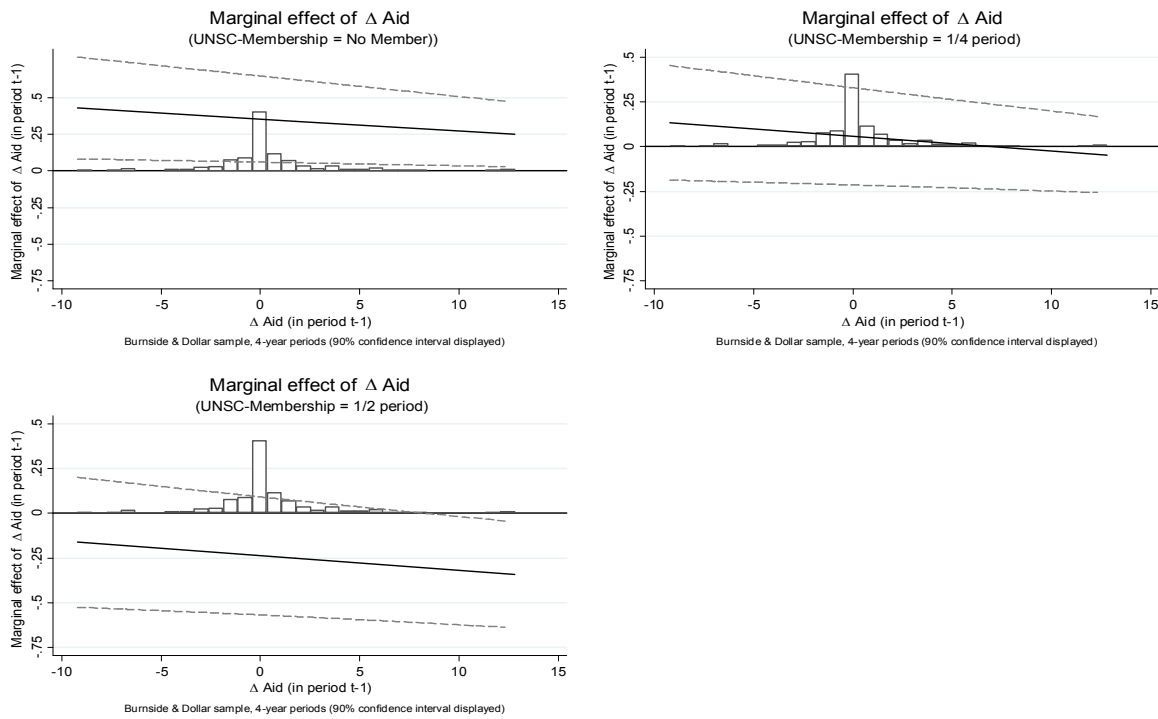 Marginal effect of Δ Aid
(UNSC-Membership = No Member))
Marginal effect of Δ Aid (in period t-1)
.5
.25
0
-.25
-.5
-.75
-10
-5
0
5
10
15
Δ Aid (in period t-1)
Burnside & Dollar sample, 4-year periods (90% confidence interval displayed)
Marginal effect of Δ Aid
(UNSC-Membership = 1/4 period)
Marginal effect of Δ Aid (in period t-1)
.5
.25
0
-.25
-.5
-.75
-10
-5
0
5
10
15
Δ Aid (in period t-1)
Burnside & Dollar sample, 4-year periods (90% confidence interval displayed)
Marginal effect of Δ Aid
(UNSC-Membership = 1/2 period)
Marginal effect of Δ Aid (in period t-1)
.5
.25
0
-.25
-.5
-.75
-10
-5
0
5
10
15
Δ Aid (in period t-1)
Burnside & Dollar sample, 4-year periods (90% confidence interval displayed)